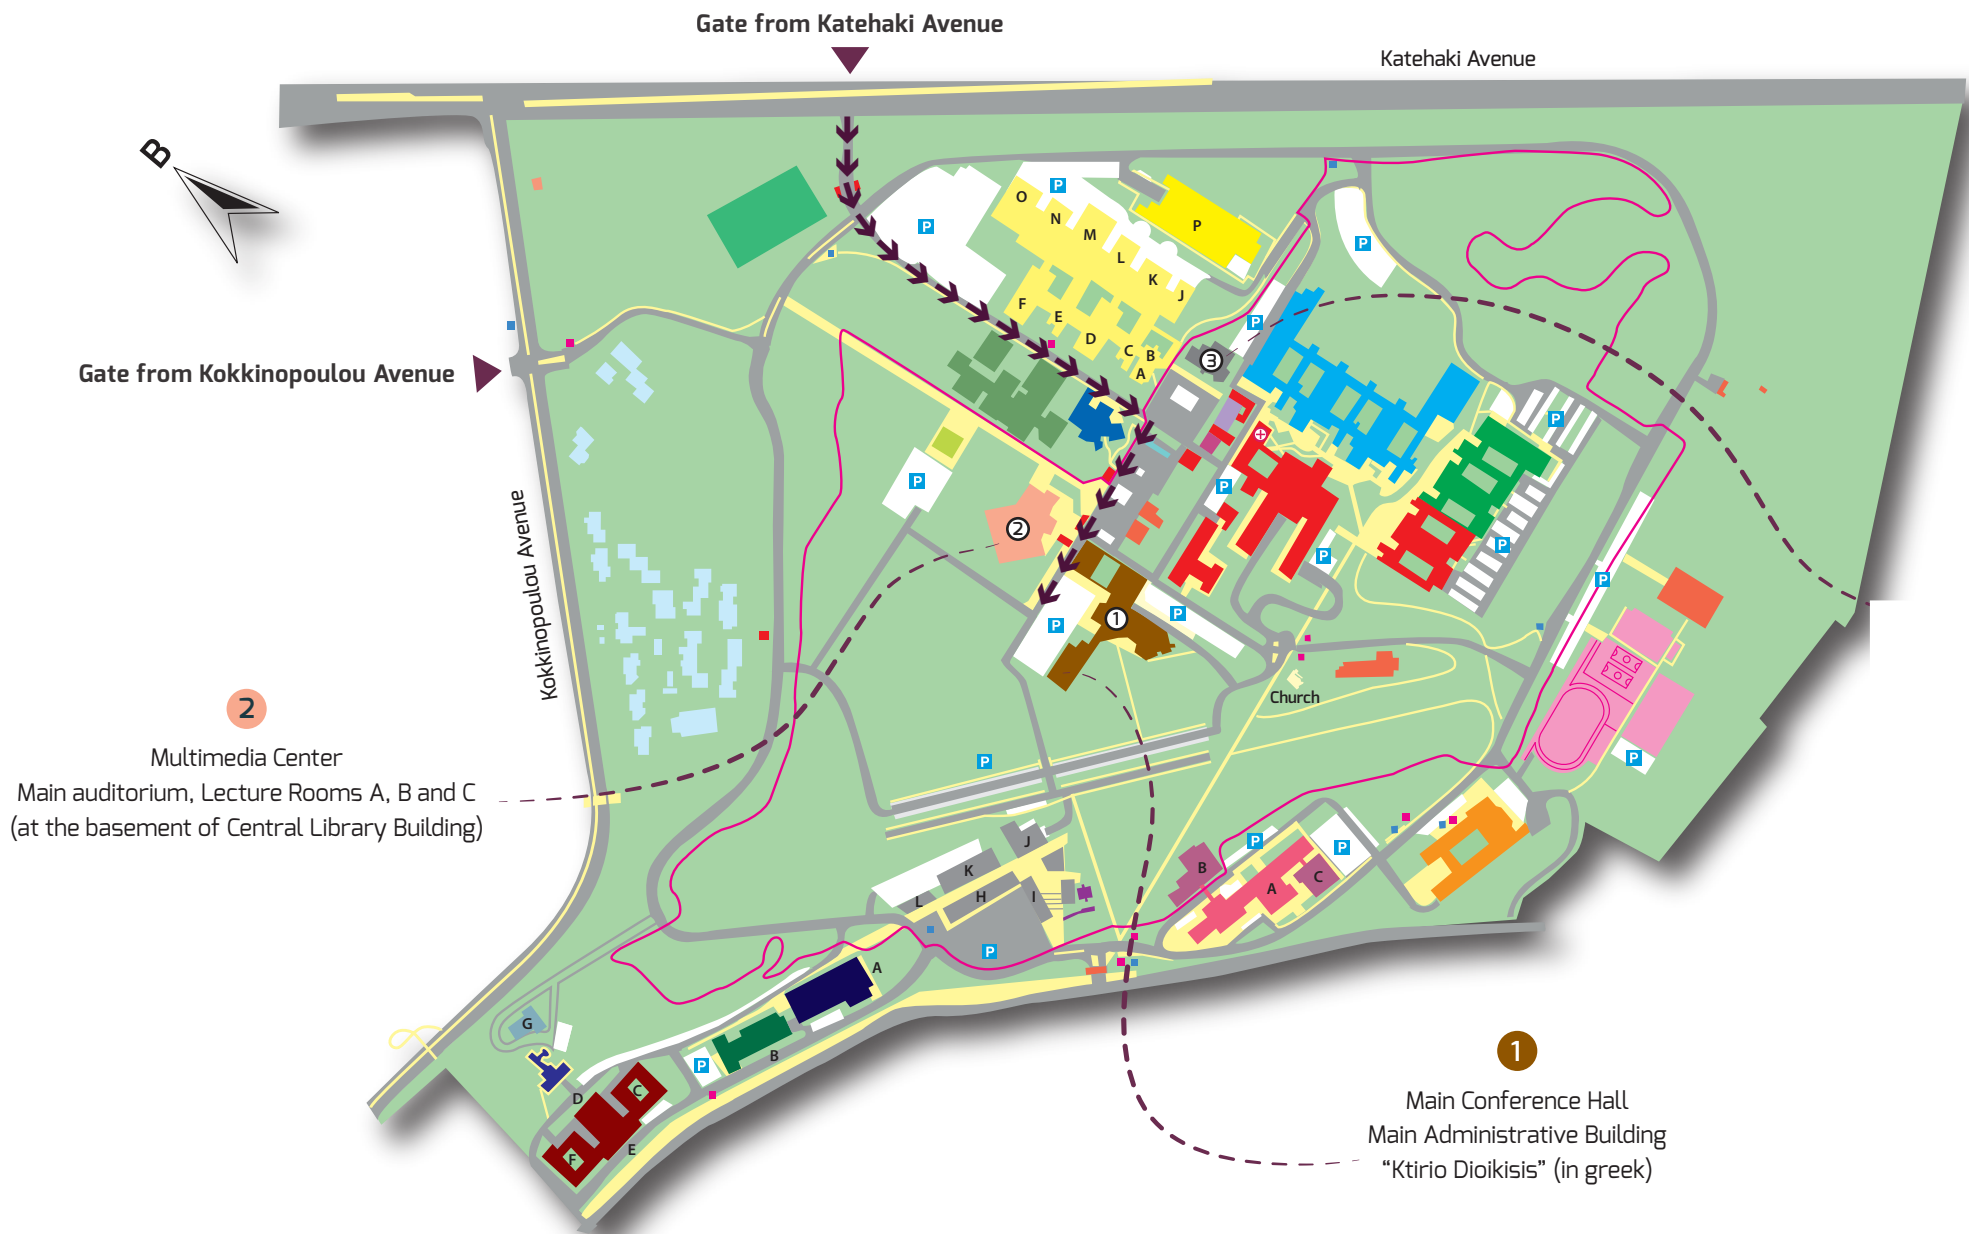 Gate from Katehaki Avenue
Katehaki Avenue
B
P
O
N
M
L
K
J
P
P
P
F
E
D
C
B
A
P
3
Gate from Kokkinopoulou Avenue
P
P
P
2
P
P
P
1
P
P
P
Kokkinopoulou Avenue
Church
P
P
2
Multimedia Center
Main auditorium, Lecture Rooms A, B and C
(at the basement of Central Library Building)
J
K
H
I
L
P
B
A
C
P
P
A
B
P
G
D
C
E
F
1
Main Conference Hall
Main Administrative Building
“Ktirio Dioikisis” (in greek)